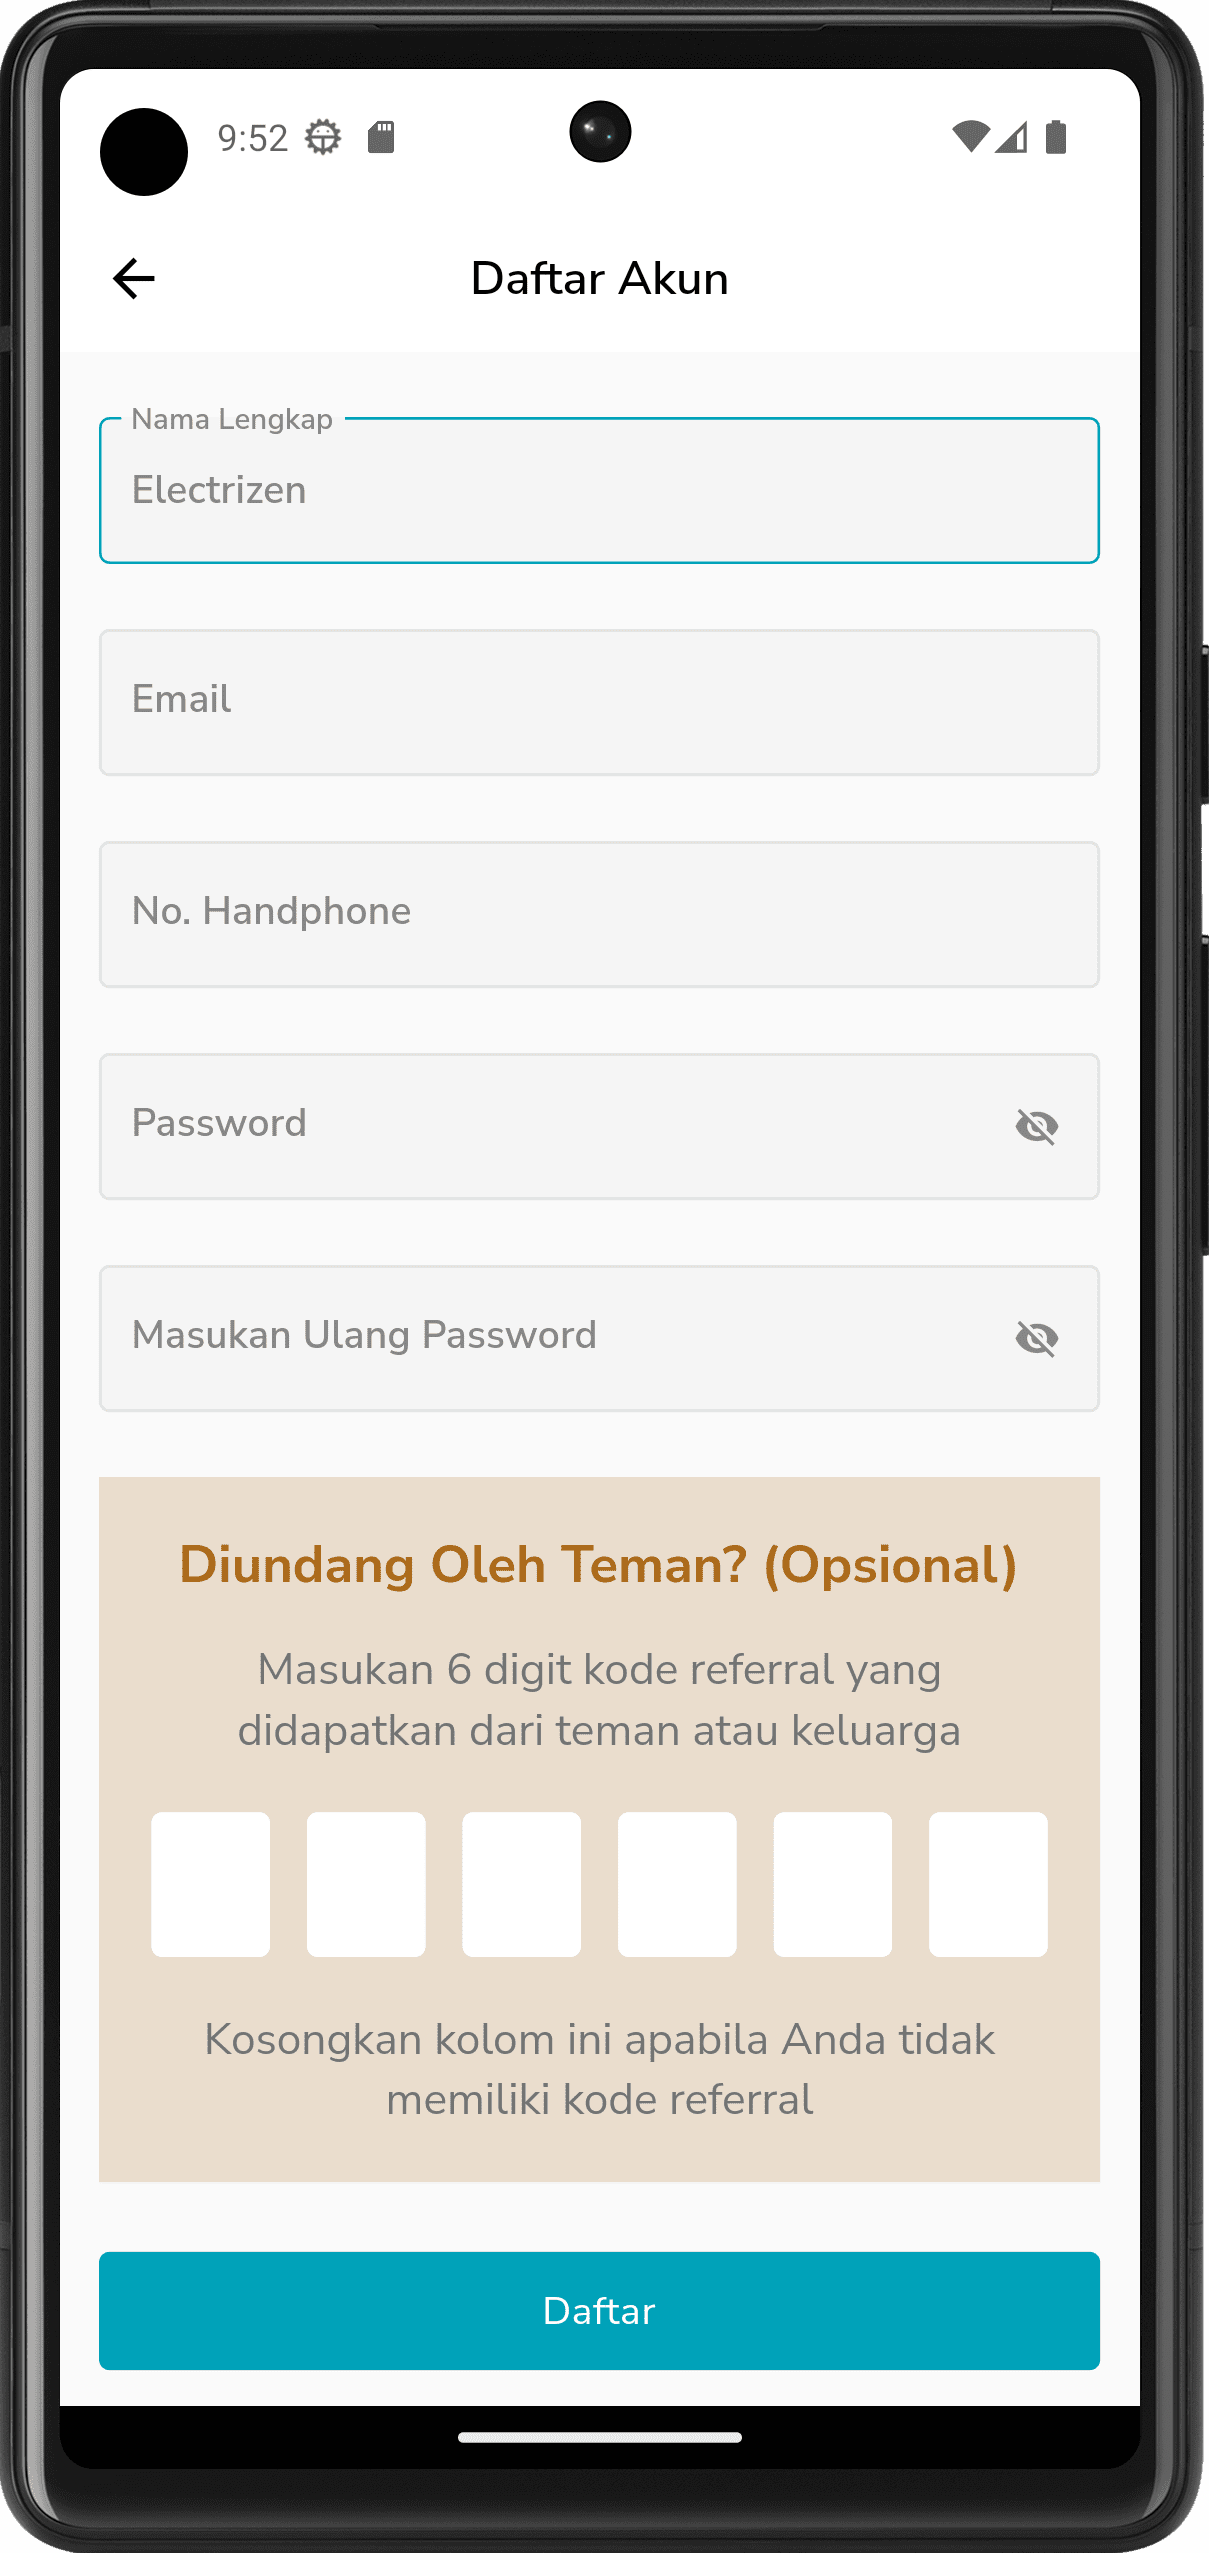 9:52
Daftar Akun
Nama Lengkap
Electrizen
Email
No. Handphone
Password
Masukan Ulang Password
Diundang Oleh Teman? (Opsional)
Masukan 6 digit kode referral yang
didapatkan dari teman atau keluarga
Kosongkan kolom ini apabila Anda tidak
memiliki kode referral
Daftar